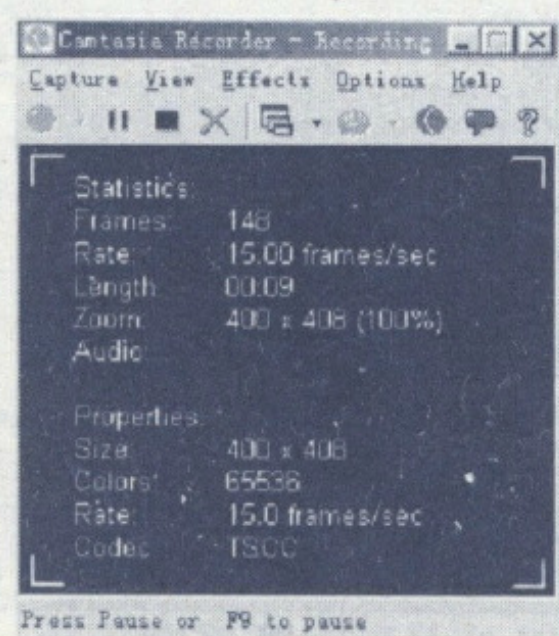 Camtasia Recorder - Recording
Capture View Effects Options Help
Statistics:
Frames: 148
Rate: 15.00 frames/sec
Length: 00:09
Zoom: 400 x 408 (100%)
Audio:
Properties:
Size: 400 x 408
Colors: 65536
Rate: 15.0 frames/sec
Codec: TSCC
Press Pause or F9 to pause